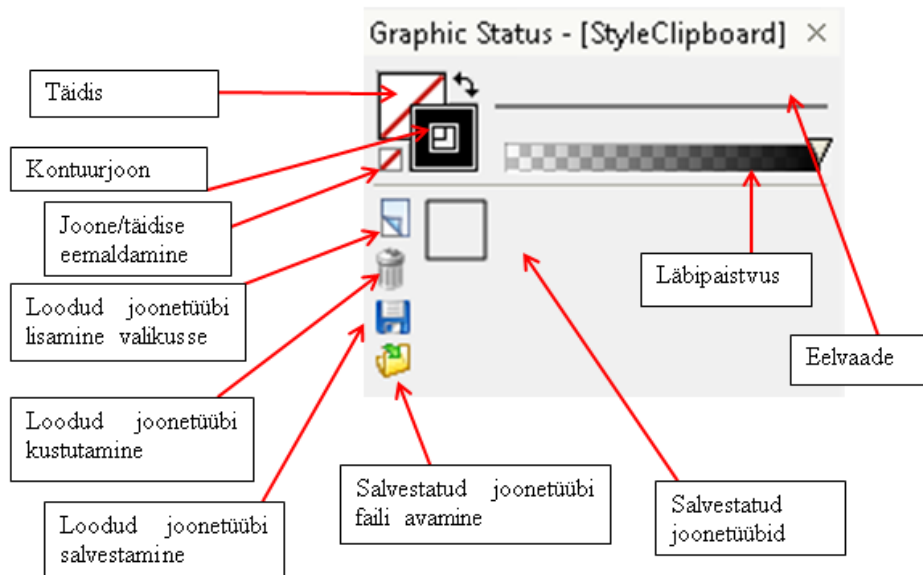 Graphic Status - [StyleClipboard]
Täidis
Kontuurjoon
Joone/täidise
eemaldamine
Loodud joonetüübi
lisamine valikusse
Loodud joonetüübi
kustutamine
Loodud joonetüübi
salvestamine
Salvestatud joonetüübi
faili avamine
Salvestatud
joonetüübid
Läbipaistvus
Eelvaade